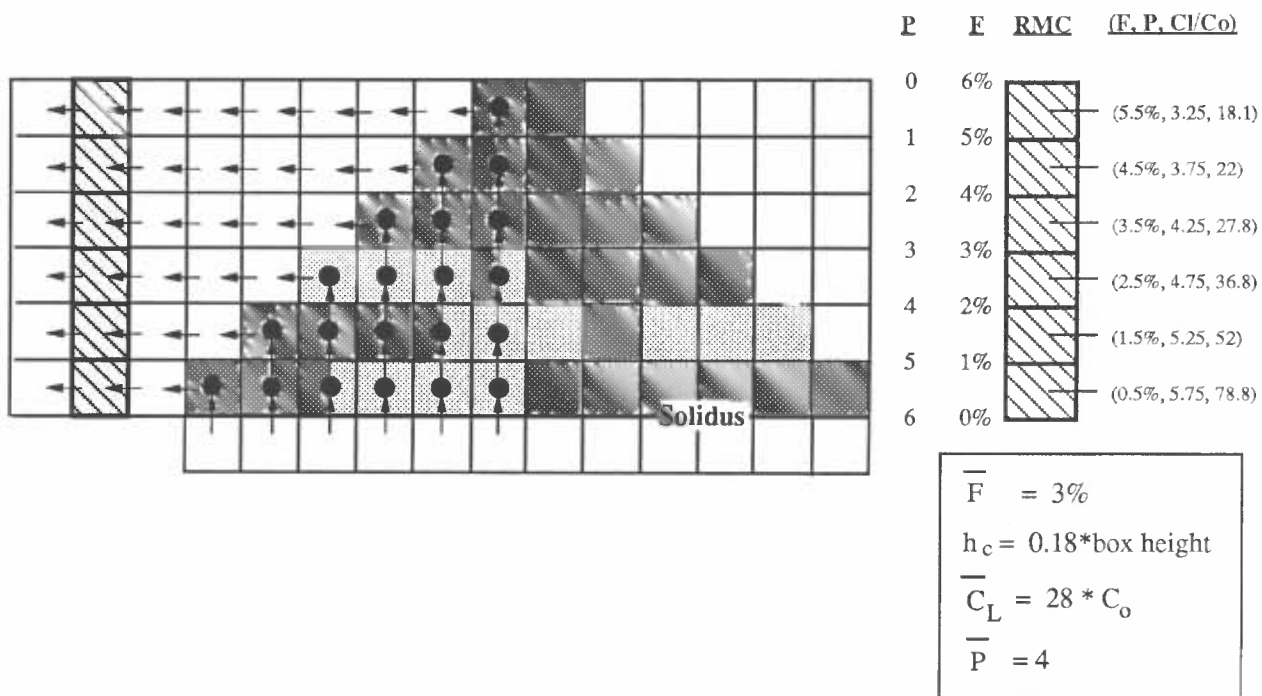 P F RMC (F, P, Cl/Co)
0 6%
(5.5%, 3.25, 18.1)
1 5%
(4.5%, 3.75, 22)
2 4%
(3.5%, 4.25, 27.8)
3 3%
(2.5%, 4.75, 36.8)
4 2%
(1.5%, 5.25, 52)
5 1%
(0.5%, 5.75, 78.8)
Solidus
6 0%
F̅ = 3%
h c = 0.18*box height
C̅L = 28 * Co
P̅ = 4